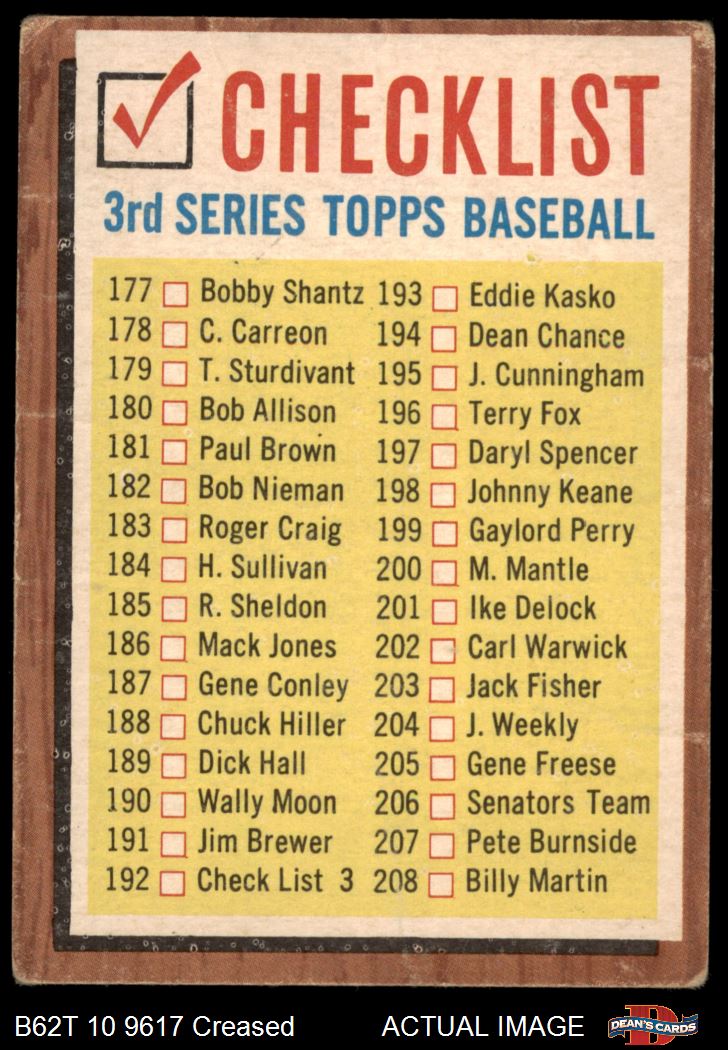 CHECKLIST
3rd SERIES TOPPS BASEBALL
177 Bobby Shantz
178 C. Carreon
179 T. Sturdivant
180 Bob Allison
181 Paul Brown
182 Bob Nieman
183 Roger Craig
184 H. Sullivan
185 R. Sheldon
186 Mack Jones
187 Gene Conley
188 Chuck Hiller
189 Dick Hall
190 Wally Moon
191 Jim Brewer
192 Check List 3
193 Eddie Kasko
194 Dean Chance
195 J. Cunningham
196 Terry Fox
197 Daryl Spencer
198 Johnny Keane
199 Gaylord Perry
200 M. Mantle
201 Ike Delock
202 Carl Warwick
203 Jack Fisher
204 J. Weekly
205 Gene Freese
206 Senators Team
207 Pete Burnside
208 Billy Martin
B62T 10 9617 Creased
ACTUAL IMAGE
D
DEAN'S CARDS